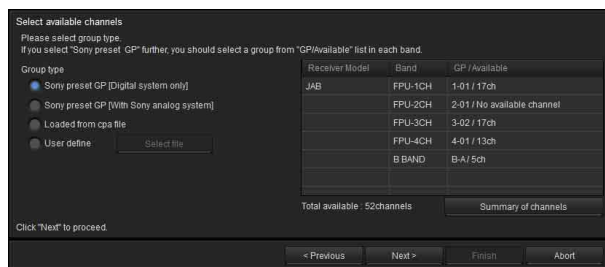 Select available channels
Please select group type.
If you select "Sony preset GP" further, you should select a group from "GP/Available" list in each band.
Group type
Sony preset GP [Digital system only]
Sony preset GP [With Sony analog system]
Loaded from cpa file
User define
Select file
Receiver Model Band GP / Available
JAB FPU-1CH 1-01 / 17ch
FPU-2CH 2-01 / No available channel
FPU-3CH 3-02 / 17ch
FPU-4CH 4-01 / 13ch
B BAND B-A / 5ch
Total available : 52channels
Summary of channels
Click "Next" to proceed.
< Previous Next > Finish Abort